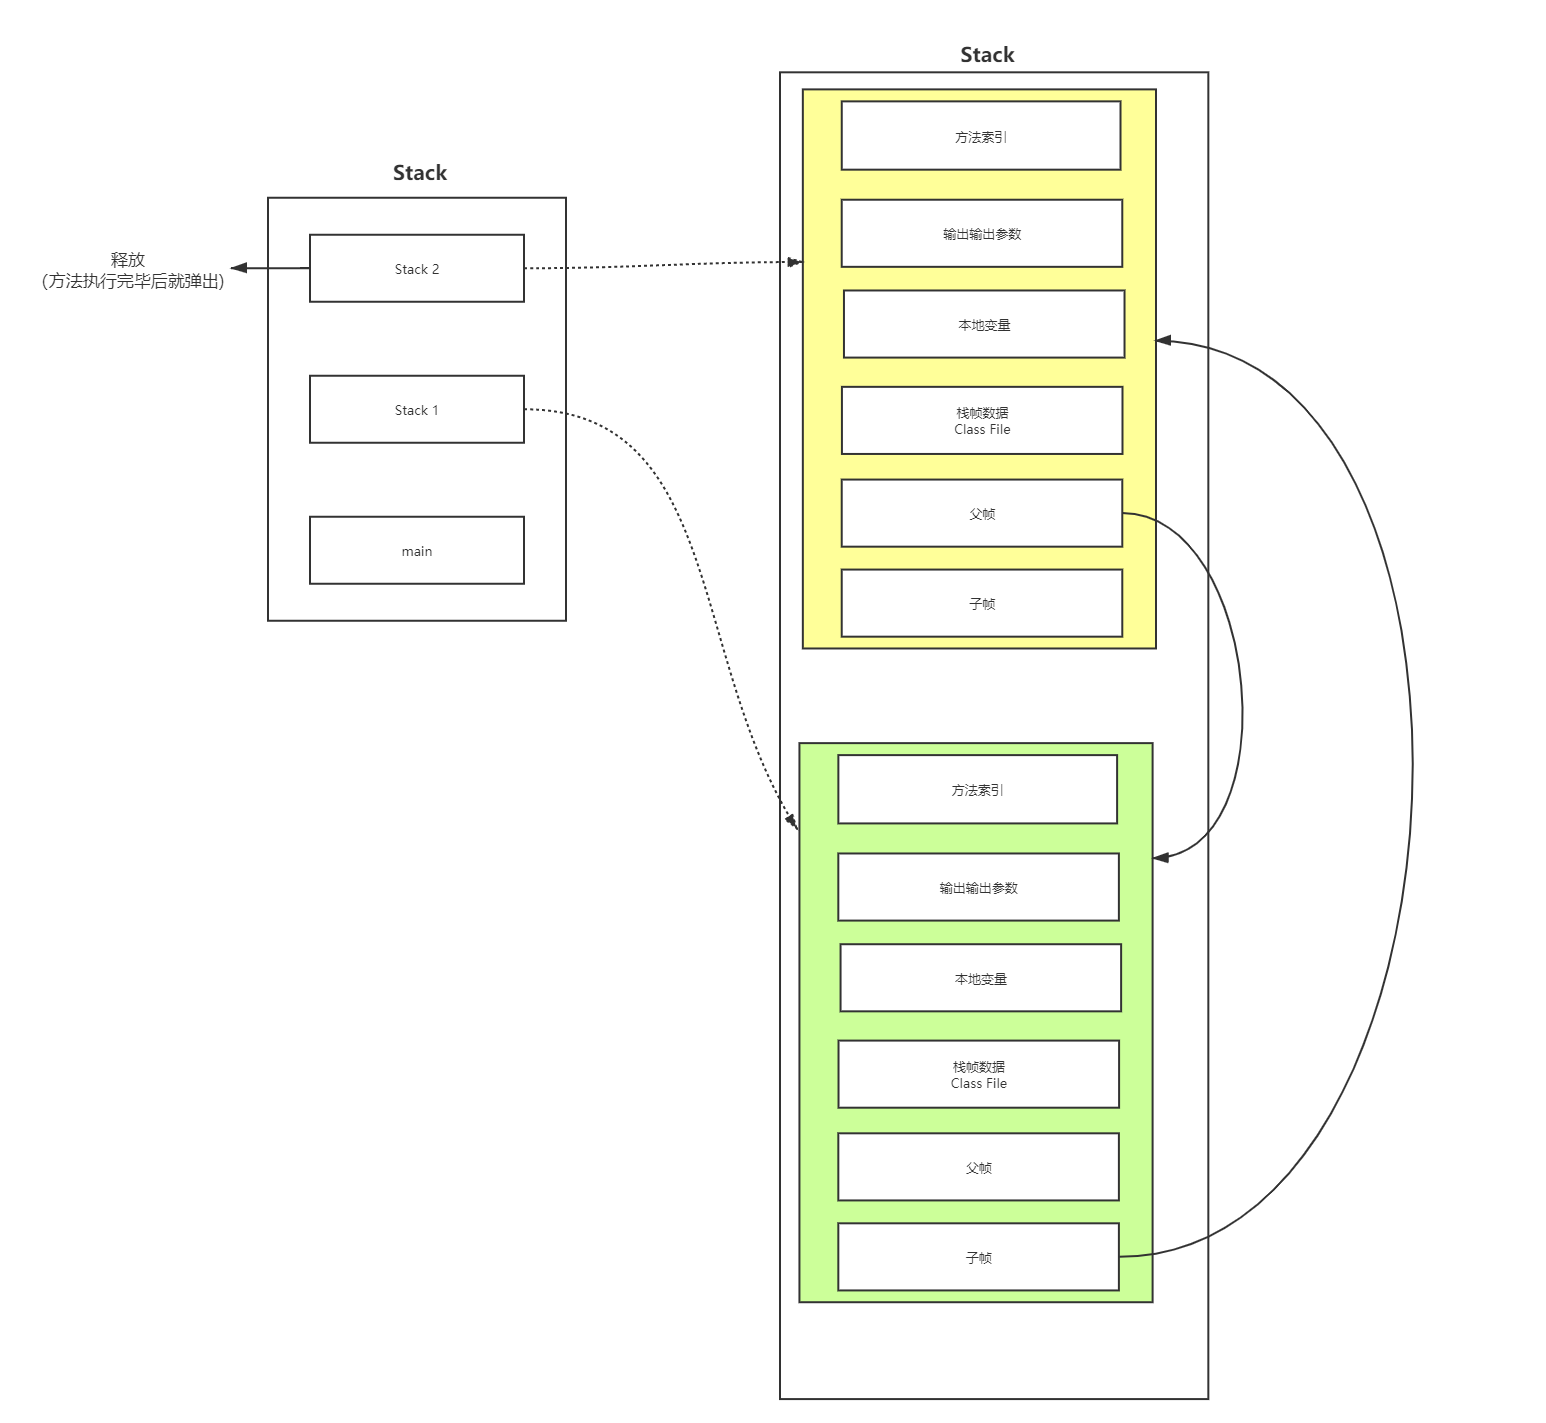 Stack
Stack 2
释放
(方法执行完毕后就弹出)
Stack 1
main
Stack
方法索引
输出输出参数
本地变量
栈帧数据
Class File
父帧
子帧
方法索引
输出输出参数
本地变量
栈帧数据
Class File
父帧
子帧